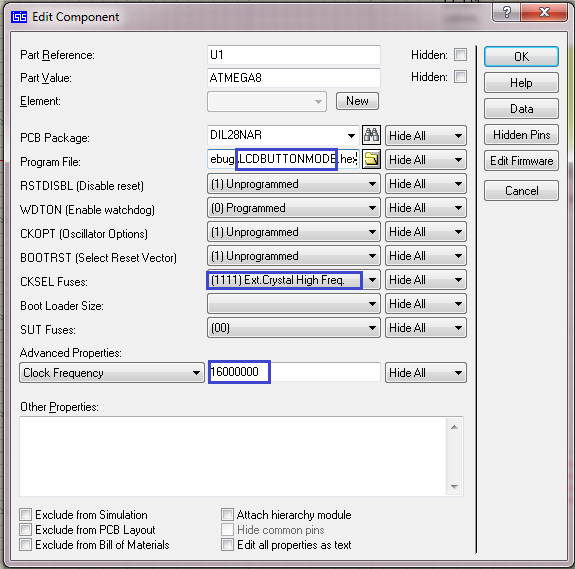 ISIS Edit Component
Part Reference: U1 Hidden: OK
Part Value: ATMEGA8 Hidden: Help
Element: New Data
PCB Package: DIL28NAR Hide All Hidden Pins
Program File: ebug\LCDBUTTONMODE.hex Hide All Edit Firmware
RSTDISBL (Disable reset) (1) Unprogrammed Hide All Cancel
WDTON (Enable watchdog) (0) Programmed Hide All
CKOPT (Oscillator Options) (1) Unprogrammed Hide All
BOOTRST (Select Reset Vector) (1) Unprogrammed Hide All
CKSEL Fuses: (1111) Ext.Crystal High Freq. Hide All
Boot Loader Size: Hide All
SUT Fuses: (00) Hide All
Advanced Properties:
Clock Frequency 16000000 Hide All
Other Properties:
Exclude from Simulation Attach hierarchy module
Exclude from PCB Layout Hide common pins
Exclude from Bill of Materials Edit all properties as text